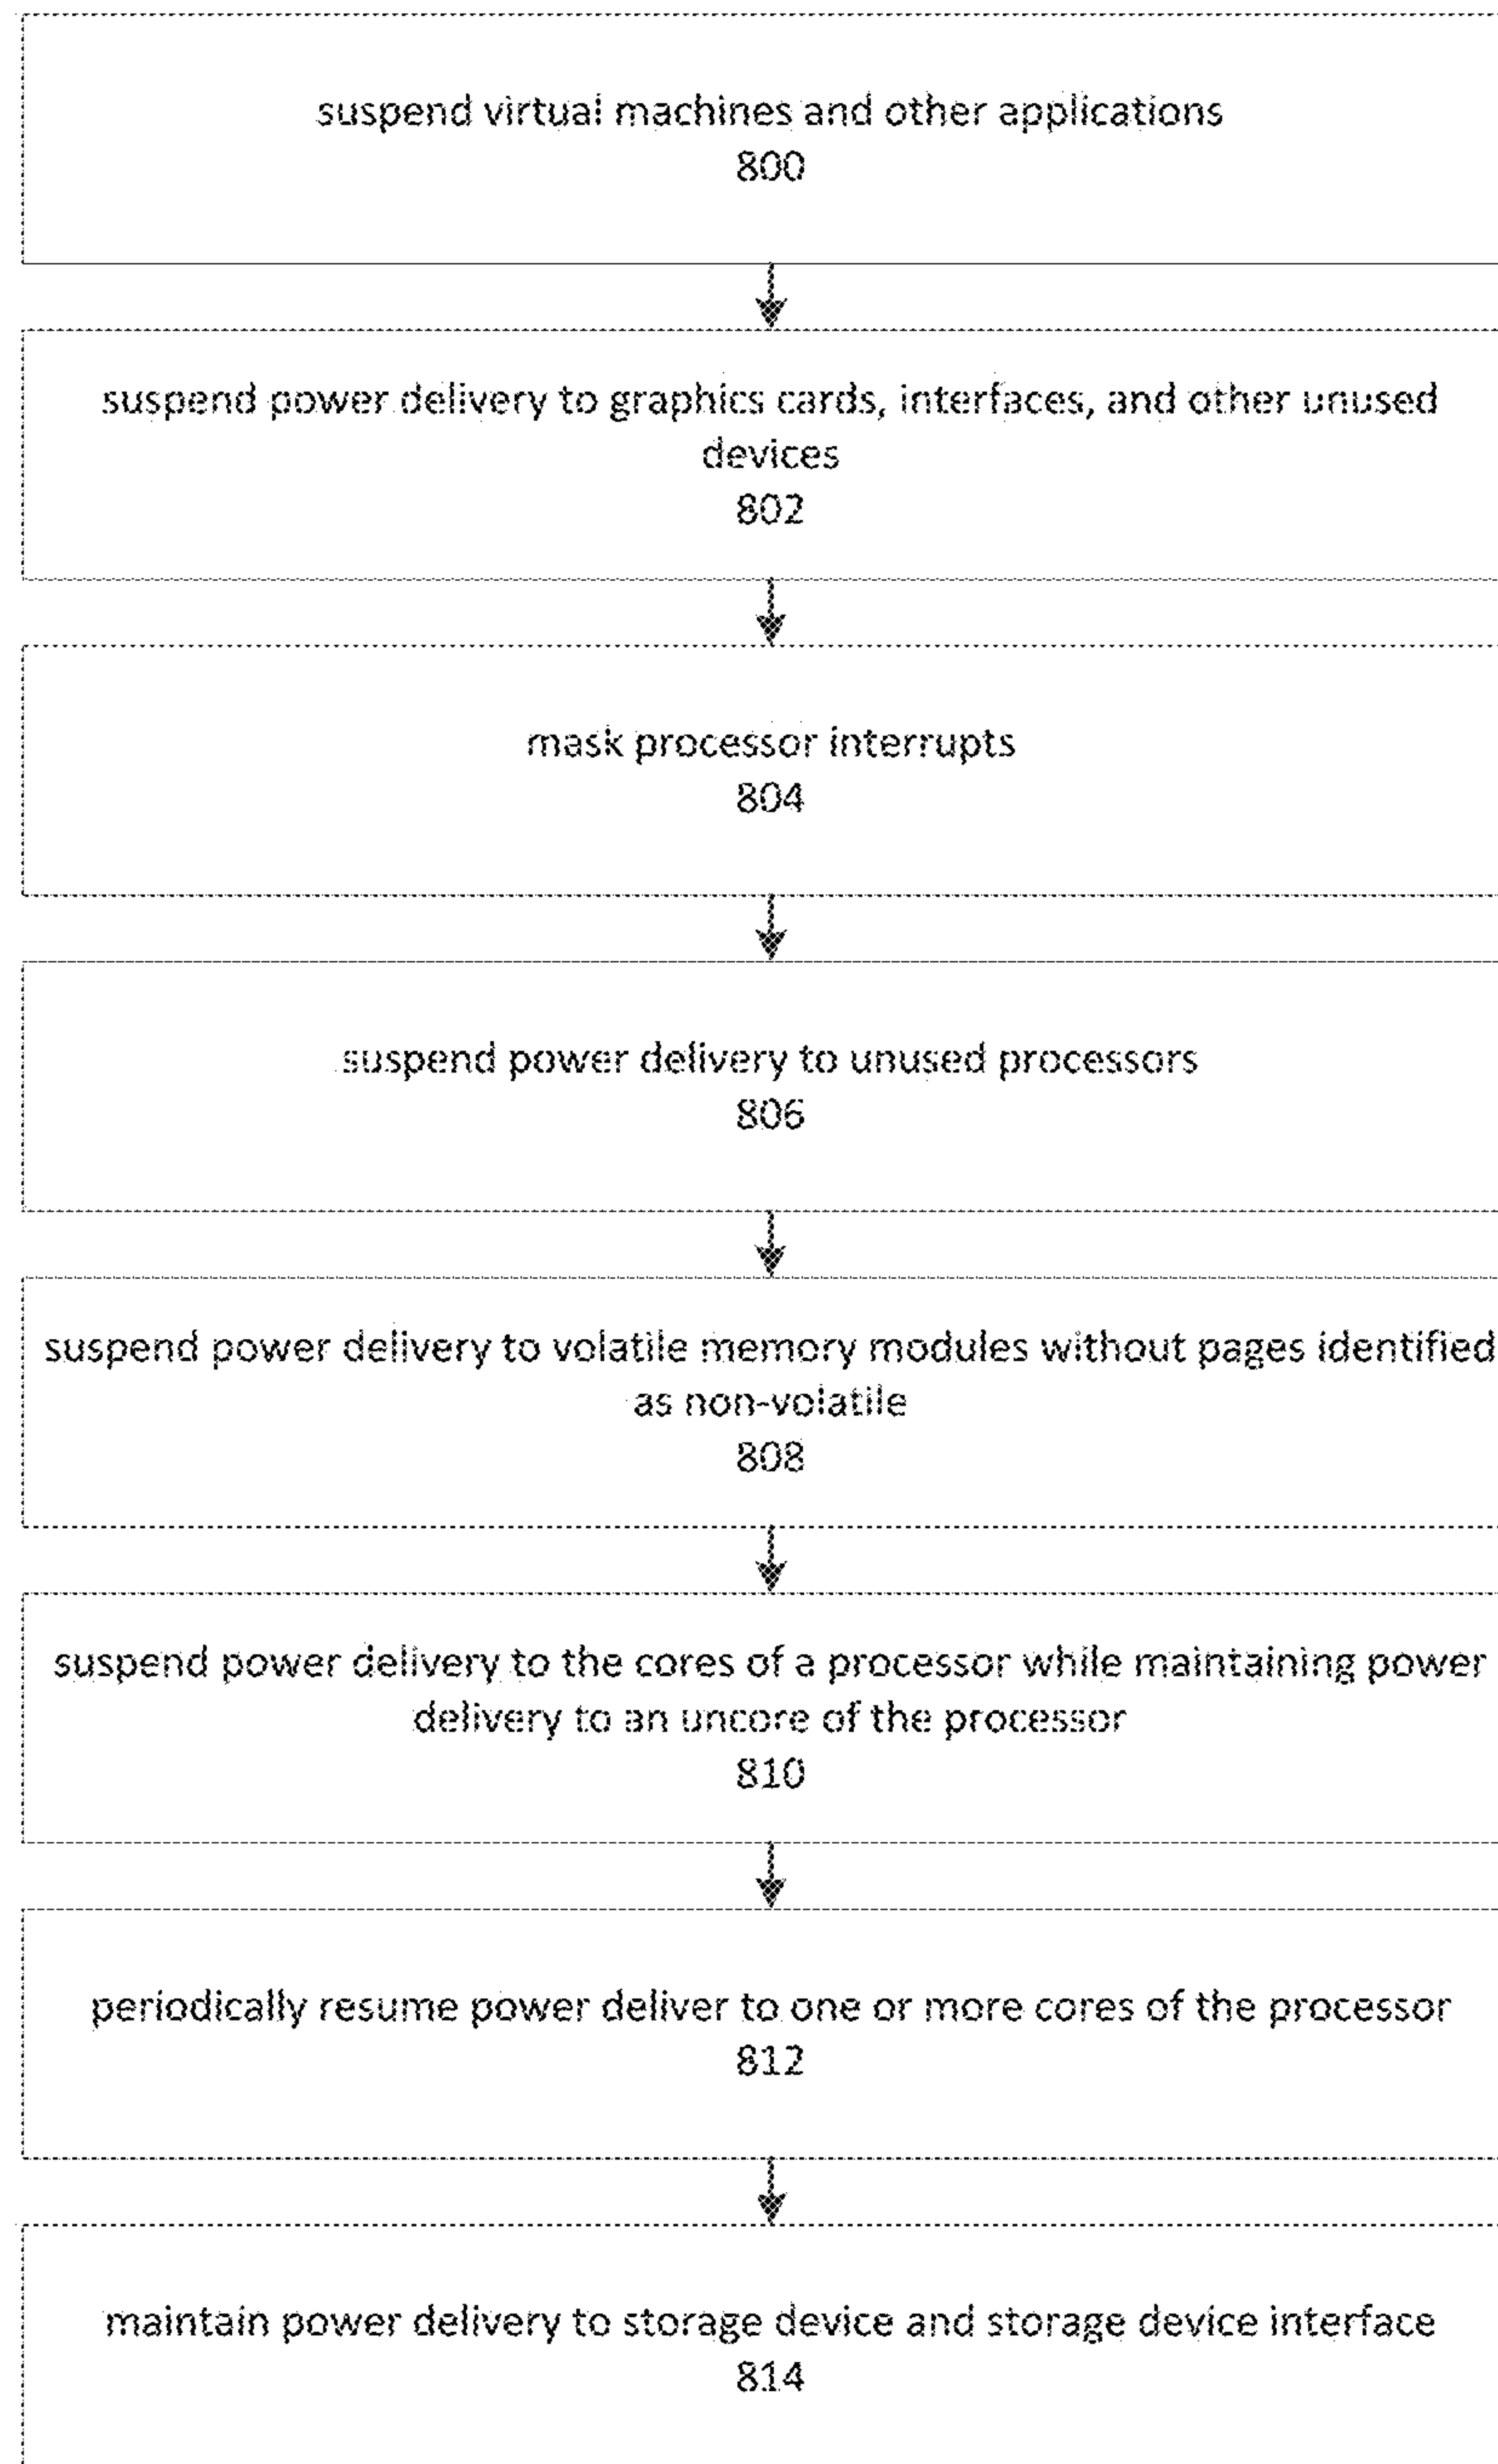 suspend virtual machines and other applications
800
suspend power delivery to graphics cards, interfaces, and other unused
devices
802
mask processor interrupts
804
suspend power delivery to unused processors
806
suspend power delivery to volatile memory modules without pages identified
as non-volatile
808
suspend power delivery to the cores of a processor while maintaining power
delivery to an uncore of the processor
810
periodically resume power deliver to one or more cores of the processor
812
maintain power delivery to storage device and storage device interface
814